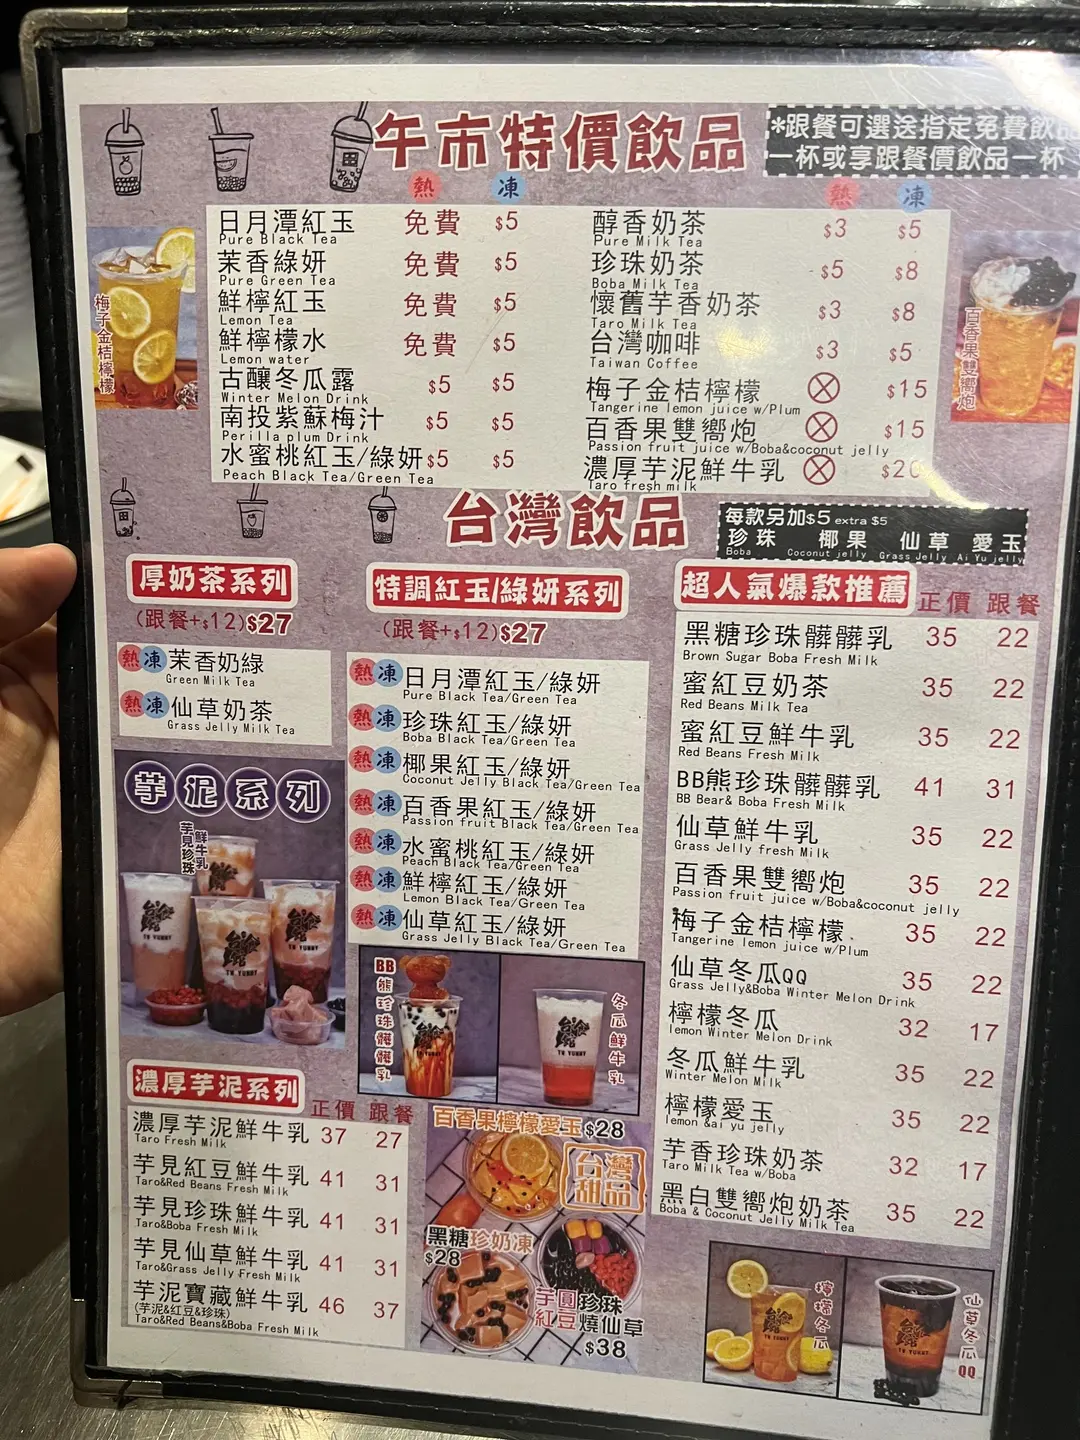 午市特價飲品
*跟餐可選送指定免費飲品
一杯或享跟餐價飲品一杯
熱 凍
日月潭紅玉 免費 $5
Pure Black Tea
茉香綠妍 免費 $5
Pure Green Tea
鮮檸紅玉 免費 $5
Lemon Tea
鮮檸檬水 免費 $5
Lemon water
古釀冬瓜露 $5 $5
Winter Melon Drink
南投紫蘇梅汁 $5 $5
Perilla plum Drink
水蜜桃紅玉/綠妍 $5 $5
Peach Black Tea/Green Tea
熱 凍
醇香奶茶 $3 $5
Pure Milk Tea
珍珠奶茶 $5 $8
Boba Milk Tea
懷舊芋香奶茶 $3 $8
Taro Milk Tea
台灣咖啡 $3 $5
Taiwan Coffee
梅子金桔檸檬 $15
Tangerine lemon juice w/Plum
百香果雙嚮炮 $15
Passion fruit juice w/Boba&coconut jelly
濃厚芋泥鮮牛乳 $20
Taro fresh milk
梅子金桔檸檬
百香果雙嚮炮
台灣飲品
每款另加$5 extra $5
珍珠 椰果 仙草 愛玉
Boba Coconut jelly Grass Jelly Ai Yu jelly
厚奶茶系列
(跟餐+$12)$27
熱 凍 茉香奶綠
Green Milk Tea
熱 凍 仙草奶茶
Grass Jelly Milk Tea
芋泥系列
芋見珍珠
鮮牛乳
TN YUMMY
TN YUMMY
TN YUMMY
濃厚芋泥系列
正價 跟餐
濃厚芋泥鮮牛乳 37 27
Taro Fresh Milk
芋見紅豆鮮牛乳 41 31
Taro&Red Beans Fresh Milk
芋見珍珠鮮牛乳 41 31
Taro&Boba Fresh Milk
芋見仙草鮮牛乳 41 31
Taro&Grass Jelly Fresh Milk
芋泥寶藏鮮牛乳 46 37
(芋泥&紅豆&珍珠)
Taro&Red Beans&Boba Fresh Milk
特調紅玉/綠妍系列
(跟餐+$12)$27
熱 凍 日月潭紅玉/綠妍
Pure Black Tea/Green Tea
熱 凍 珍珠紅玉/綠妍
Boba Black Tea/Green Tea
熱 凍 椰果紅玉/綠妍
Coconut Jelly Black Tea/Green Tea
熱 凍 百香果紅玉/綠妍
Passion fruit Black Tea/Green Tea
熱 凍 水蜜桃紅玉/綠妍
Peach Black Tea/Green Tea
熱 凍 鮮檸紅玉/綠妍
Lemon Black Tea/Green Tea
熱 凍 仙草紅玉/綠妍
Grass Jelly Black Tea/Green Tea
BB熊珍珠髒髒乳
TN YUMMY
冬瓜鮮牛乳
TN YUMMY
百香果檸檬愛玉$28
台灣
甜品
黑糖珍奶凍
$28
芋圓珍珠
紅豆燒仙草
$38
超人氣爆款推薦
正價 跟餐
黑糖珍珠髒髒乳 35 22
Brown Sugar Boba Fresh Milk
蜜紅豆奶茶 35 22
Red Beans Milk Tea
蜜紅豆鮮牛乳 35 22
Red Beans Fresh Milk
BB熊珍珠髒髒乳 41 31
BB Bear& Boba Fresh Milk
仙草鮮牛乳 35 22
Grass Jelly fresh Milk
百香果雙嚮炮 35 22
Passion fruit juice w/Boba&coconut jelly
梅子金桔檸檬 35 22
Tangerine lemon juice w/Plum
仙草冬瓜QQ 35 22
Grass Jelly&Boba Winter Melon Drink
檸檬冬瓜 32 17
lemon Winter Melon Drink
冬瓜鮮牛乳 35 22
Winter Melon Milk
檸檬愛玉 35 22
lemon &ai yu jelly
芋香珍珠奶茶 32 17
Taro Milk Tea w/Boba
黑白雙嚮炮奶茶 35 22
Boba & Coconut Jelly Milk Tea
檸檬冬瓜
TN YUMMY
仙草冬瓜QQ
TN YUMMY